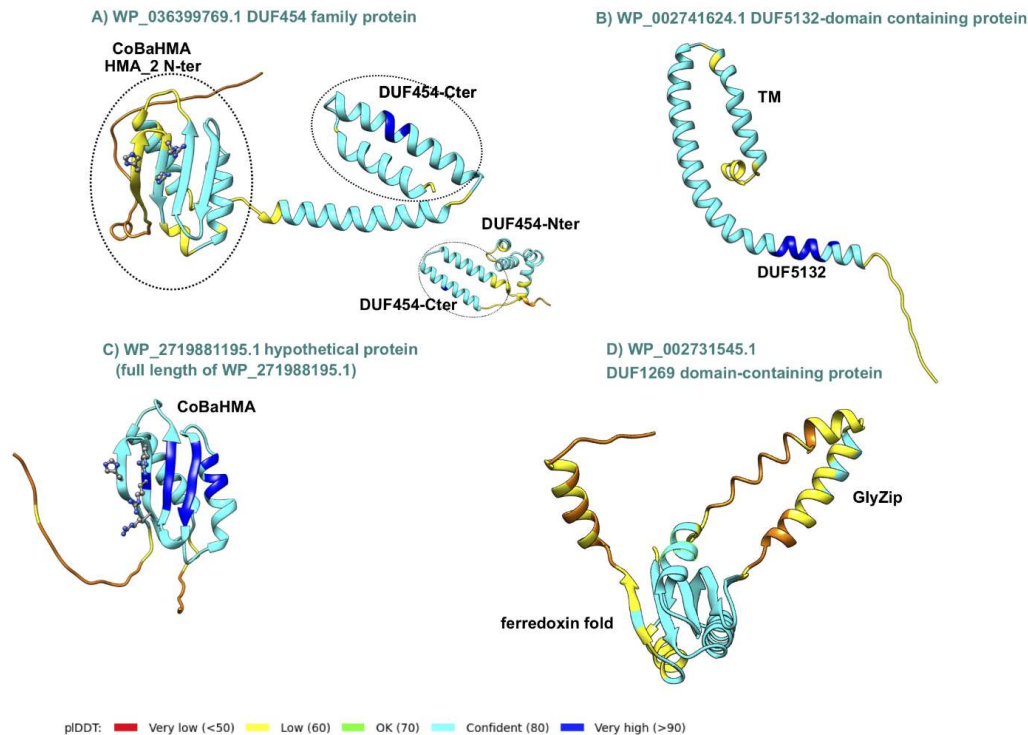 A) WP_036399769.1 DUF454 family protein
CoBaHMA
HMA_2 N-ter
DUF454-Cter
DUF454-Nter
DUF454-Cter
B) WP_002741624.1 DUF5132-domain containing protein
TM
DUF5132
C) WP_2719881195.1 hypothetical protein
(full length of WP_271988195.1)
CoBaHMA
D) WP_002731545.1
DUF1269 domain-containing protein
GlyZip
ferredoxin fold
plDDT: Very low (<50) Low (60) OK (70) Confident (80) Very high (>90)